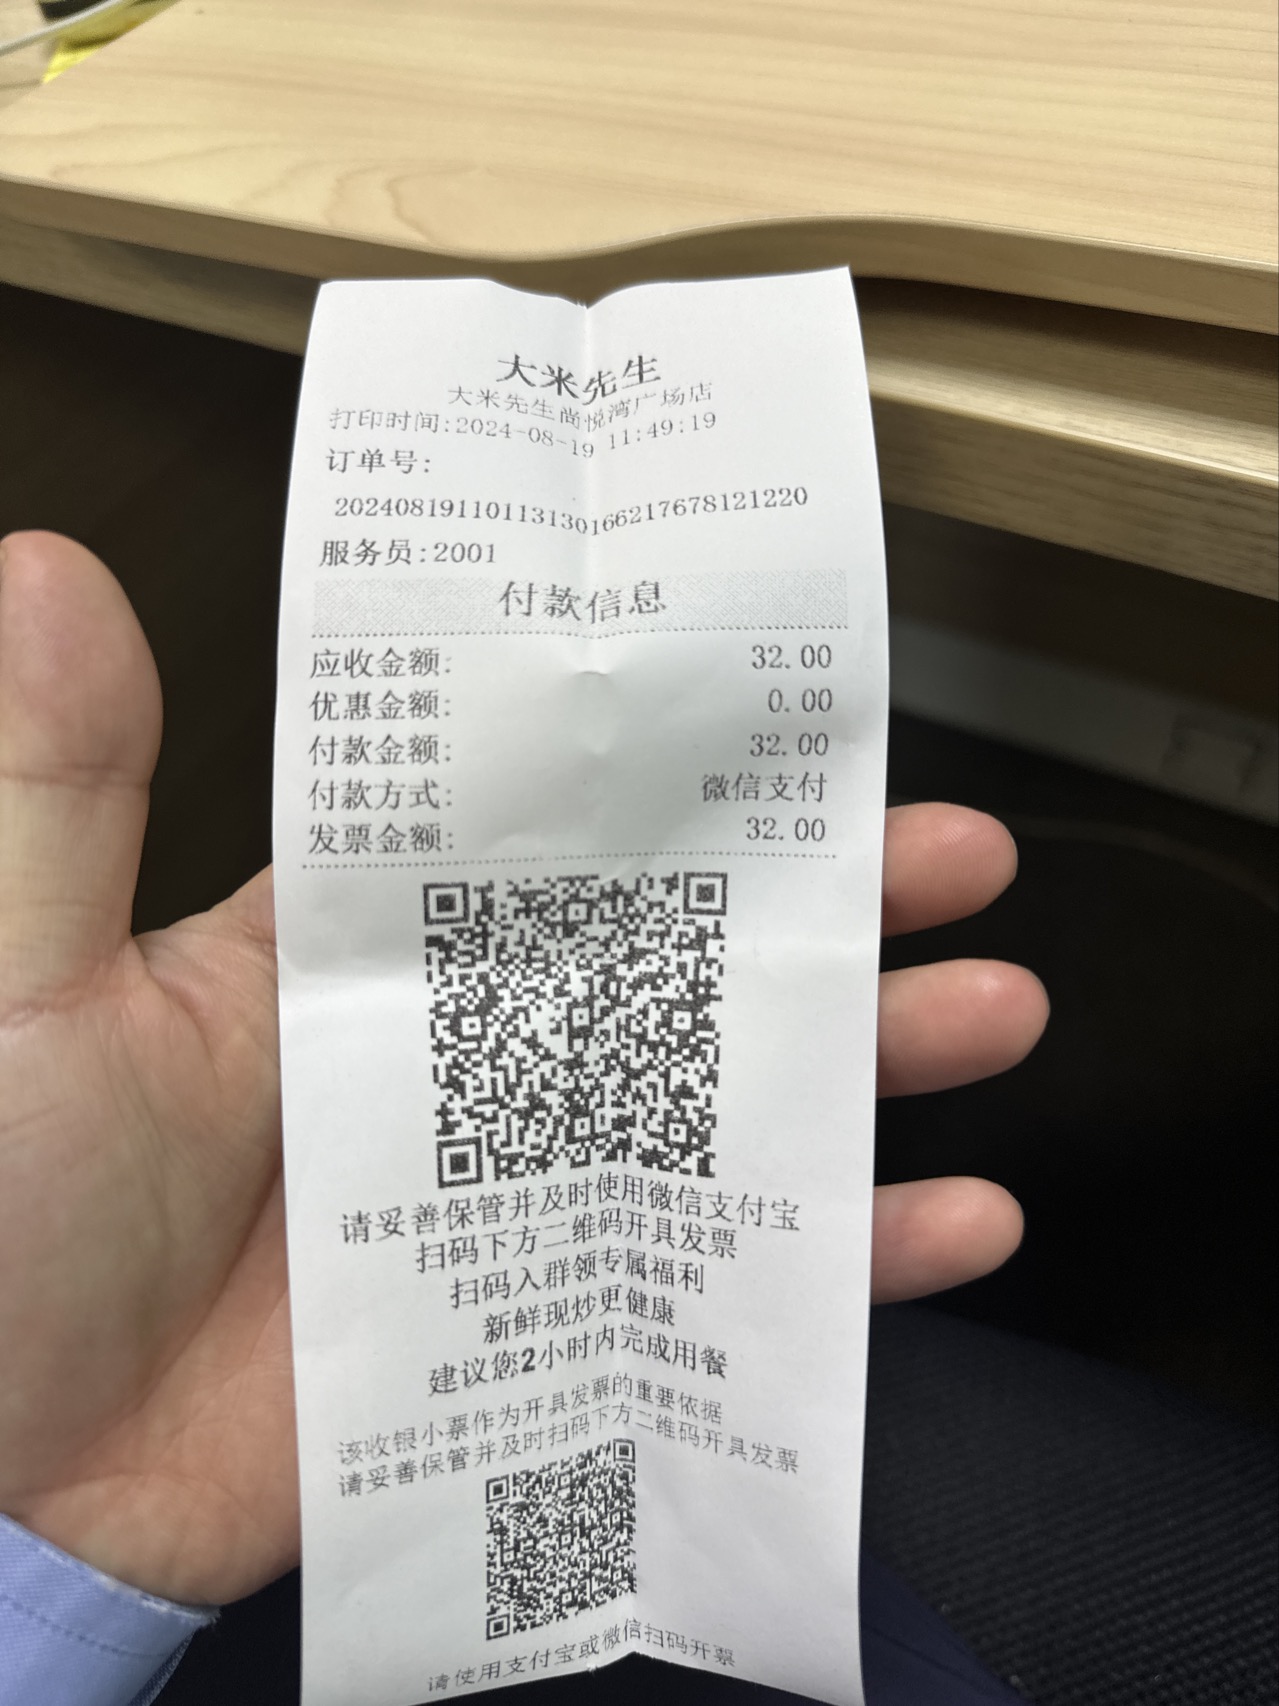 大米先生
大米先生尚悦湾广场店
打印时间:2024-08-19 11:49:19
订单号:
20240819110113130166217678121220
服务员:2001
付款信息
应收金额: 32.00
优惠金额: 0.00
付款金额: 32.00
付款方式: 微信支付
发票金额: 32.00
请妥善保管并及时使用微信支付宝
扫码下方二维码开具发票
扫码入群领专属福利
新鲜现炒更健康
建议您2小时内完成用餐
该收银小票作为开具发票的重要依据
请妥善保管并及时扫码下方二维码开具发票
请使用支付宝或微信扫码开票